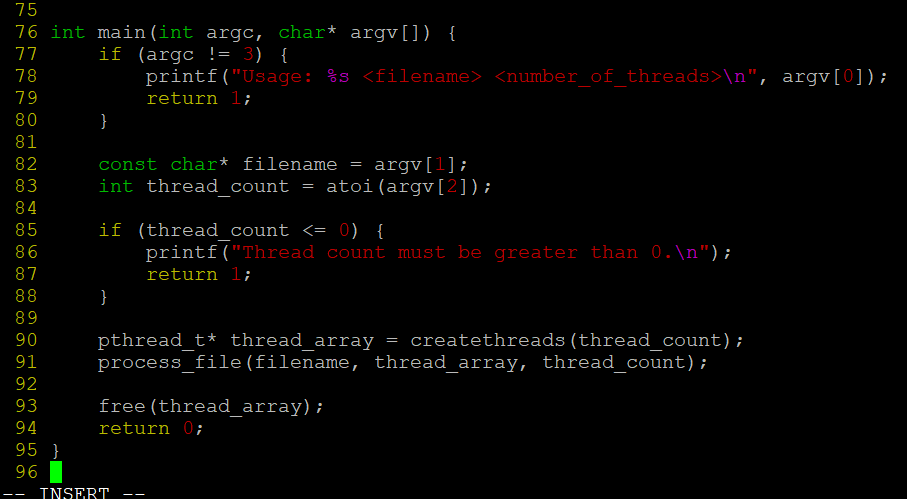 75
76 int main(int argc, char* argv[]) {
77     if (argc != 3) {
78         printf("Usage: %s <filename> <number_of_threads>\n", argv[0]);
79         return 1;
80     }
81
82     const char* filename = argv[1];
83     int thread_count = atoi(argv[2]);
84
85     if (thread_count <= 0) {
86         printf("Thread count must be greater than 0.\n");
87         return 1;
88     }
89
90     pthread_t* thread_array = createthreads(thread_count);
91     process_file(filename, thread_array, thread_count);
92
93     free(thread_array);
94     return 0;
95 }
96
-- INSERT --